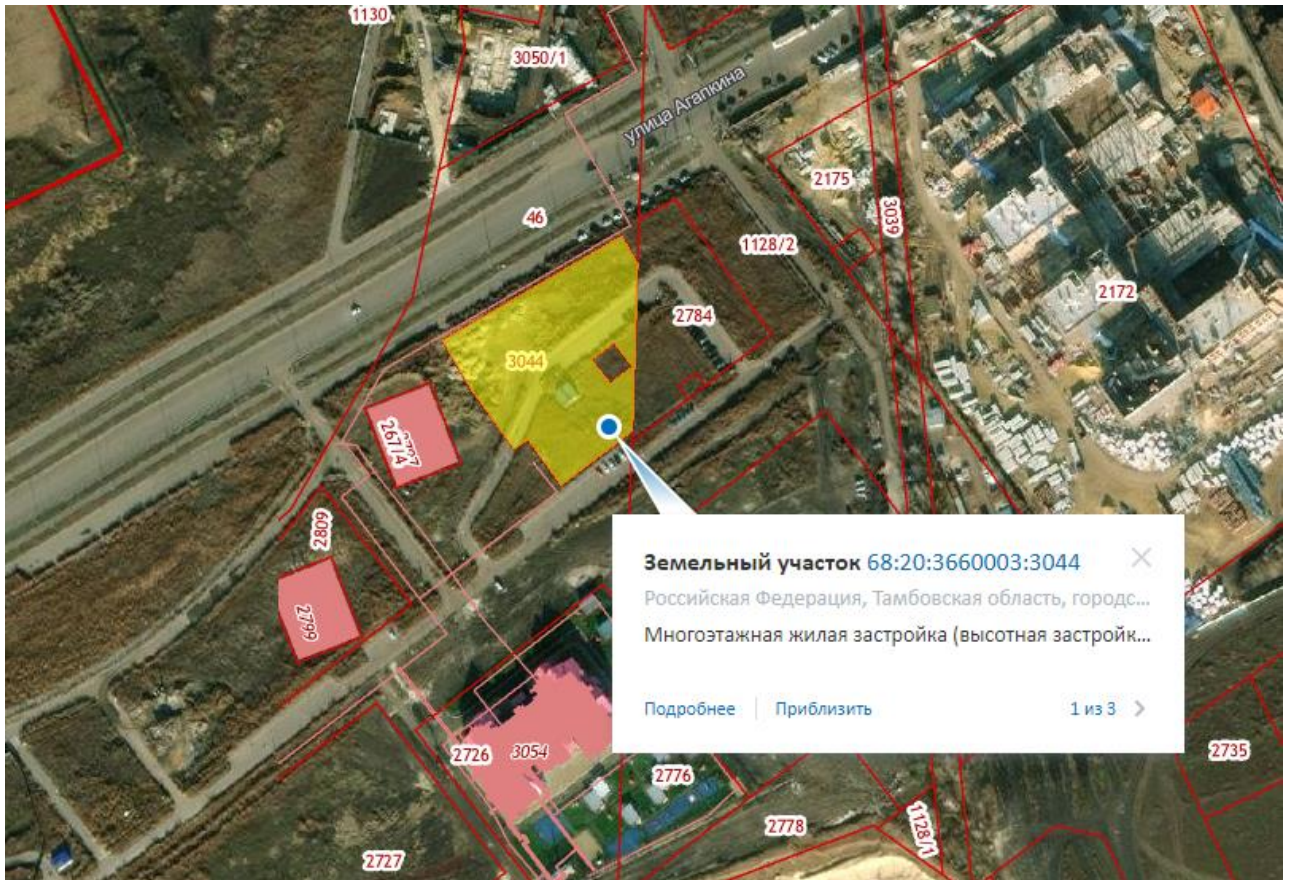 1130
3050/1
улица Агапкина
2175
3039
46
1128/2
2172
2784
3044
267/4
2809
2799
Земельный участок 68:20:3660003:3044
Российская Федерация, Тамбовская область, городс...
Многоэтажная жилая застройка (высотная застройк...
Подробнее
Приблизить
1 из 3
2726
3054
2776
2735
2778
1128/1
2727